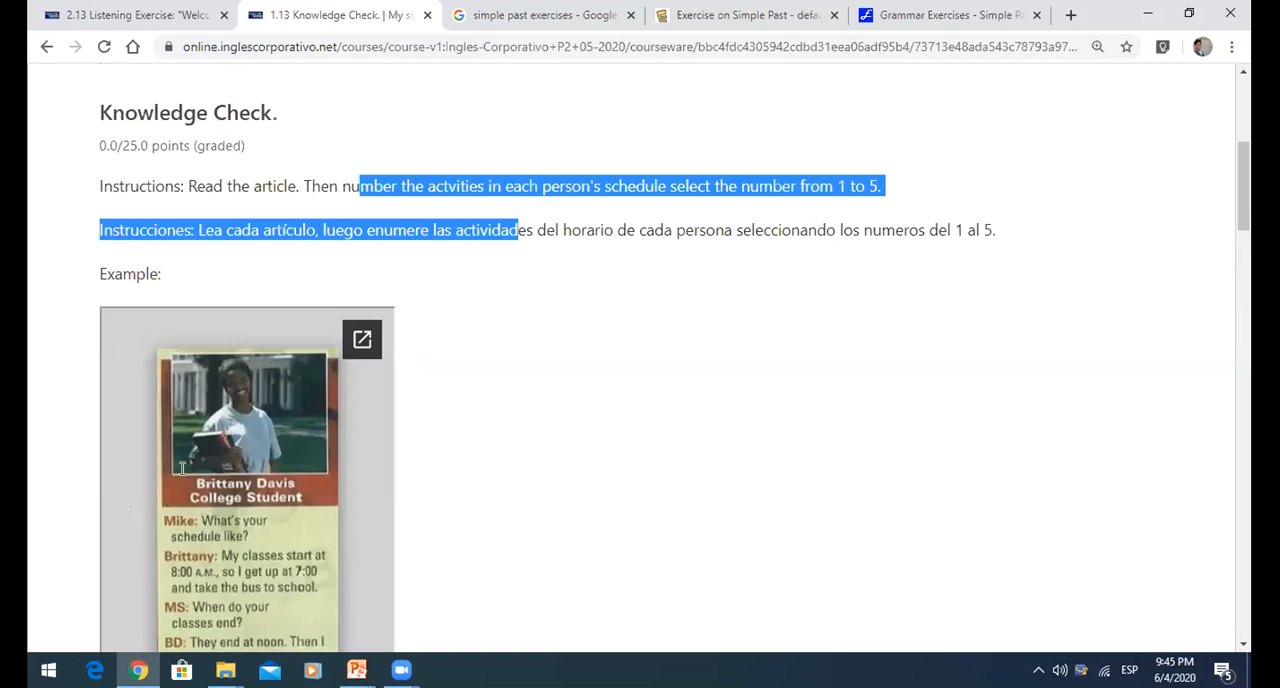 2.13 Listening Exercise: "Welco
1.13 Knowledge Check. | My s
simple past exercises - Google
Exercise on Simple Past - defau
Grammar Exercises - Simple Pa
online.inglescorporativo.net/courses/course-v1:Ingles-Corporativo+P2+05-2020/courseware/bbc4fdc4305942cdbd31eea06adf95b4/73713e48ada543c78793a97...
Knowledge Check.
0.0/25.0 points (graded)
Instructions: Read the article. Then number the actvities in each person's schedule select the number from 1 to 5.
Instrucciones: Lea cada artículo, luego enumere las actividades del horario de cada persona seleccionando los numeros del 1 al 5.
Example:
Brittany Davis
College Student
Mike: What's your
schedule like?
Brittany: My classes start at
8:00 A.M., so I get up at 7:00
and take the bus to school.
MS: When do your
classes end?
BD: They end at noon. Then I
ESP
9:45 PM
6/4/2020
5